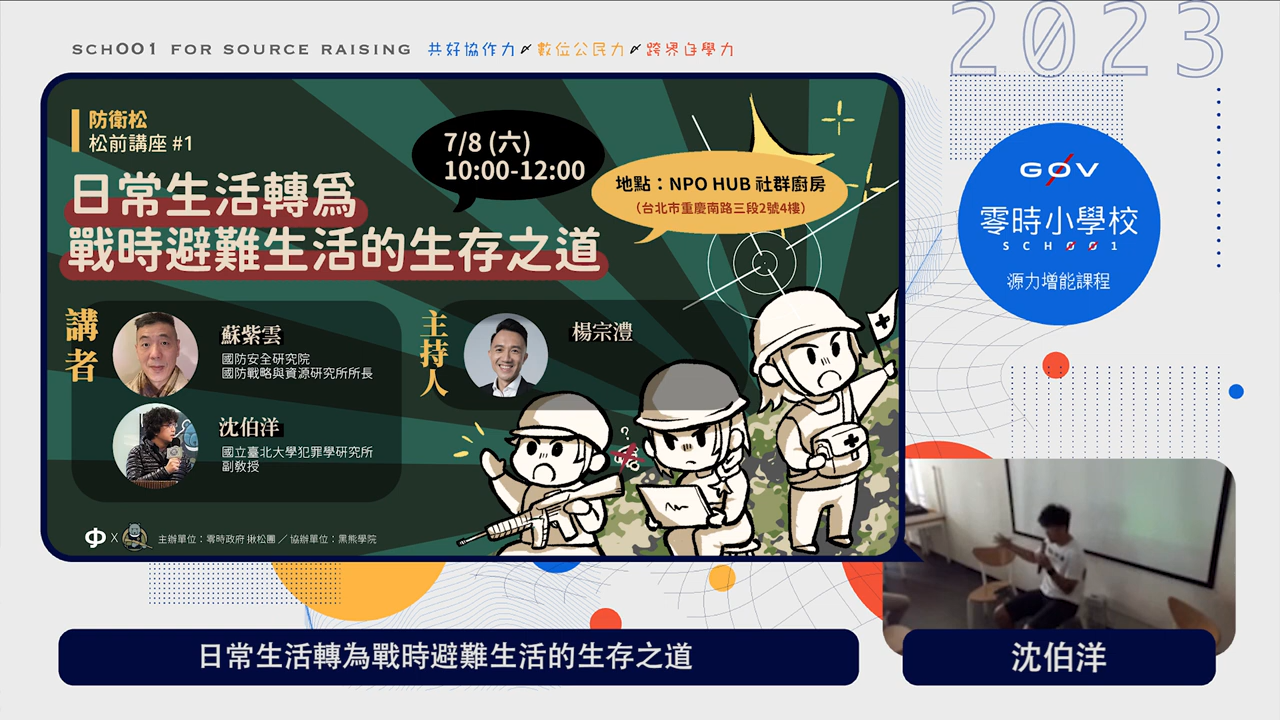 SCHOO1 FOR SOURCE RAISING 共好協作力 數位公民力 跨界自學力
2023
防衛松
松前講座 #1
7/8 (六)
10:00-12:00
地點：NPO HUB 社群廚房
(台北市重慶南路三段2號4樓)
日常生活轉為
戰時避難生活的生存之道
講者
蘇紫雲
國防安全研究院
國防戰略與資源研究所所長
沈伯洋
國立臺北大學犯罪學研究所
副教授
主持人
楊宗澧
?
Φ X 主辦單位：零時政府 揪松團 ／ 協辦單位：黑熊學院
G0V
零時小學校
SCH001
源力增能課程
日常生活轉為戰時避難生活的生存之道
沈伯洋